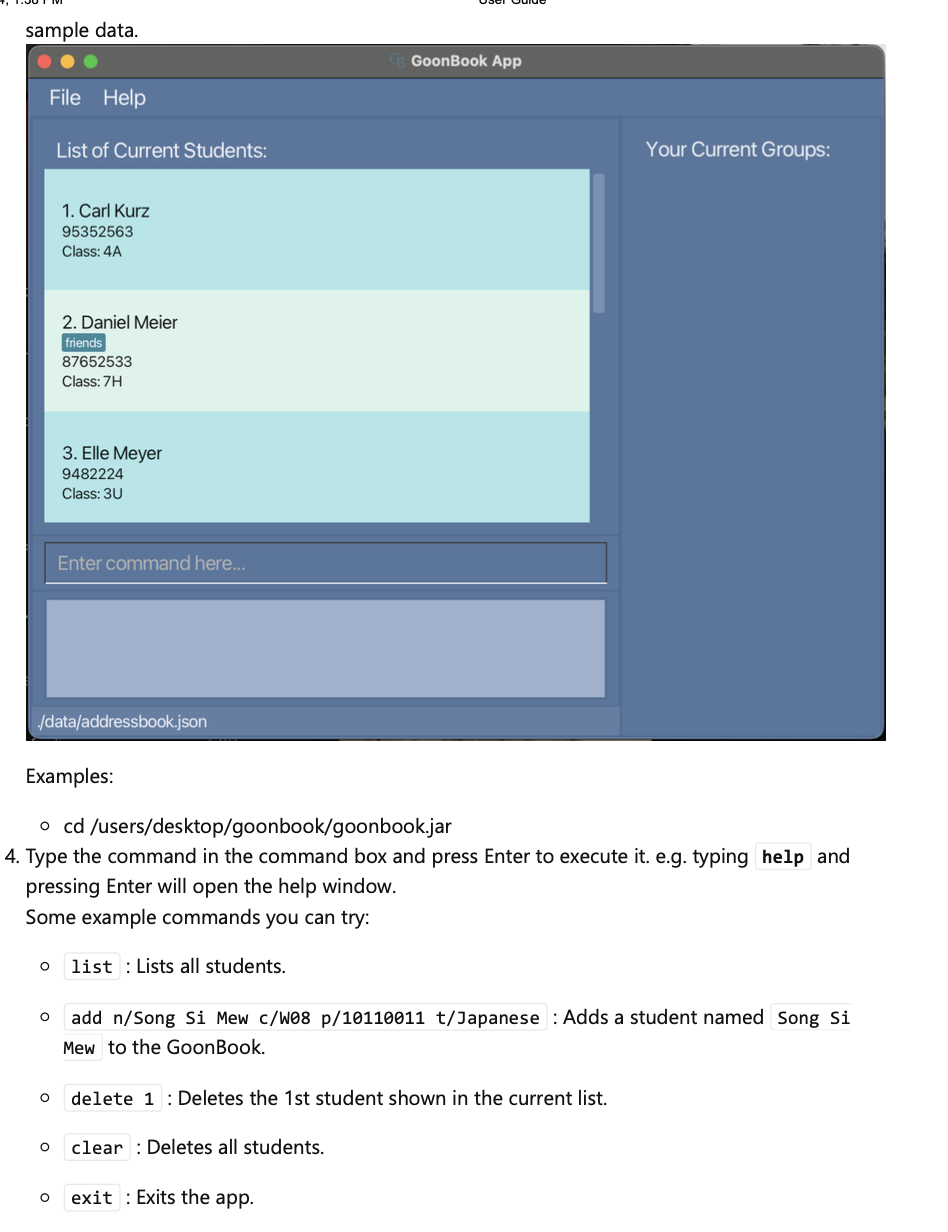 4, 1:38 PM User Guide
sample data.
GoonBook App
File Help
List of Current Students:
Your Current Groups:
1. Carl Kurz
95352563
Class: 4A
2. Daniel Meier
friends
87652533
Class: 7H
3. Elle Meyer
9482224
Class: 3U
Enter command here...
./data/addressbook.json
Examples:
cd /users/desktop/goonbook/goonbook.jar
4. Type the command in the command box and press Enter to execute it. e.g. typing help and
pressing Enter will open the help window.
Some example commands you can try:
list : Lists all students.
add n/Song Si Mew c/W08 p/10110011 t/Japanese : Adds a student named Song Si
Mew to the GoonBook.
delete 1 : Deletes the 1st student shown in the current list.
clear : Deletes all students.
exit : Exits the app.